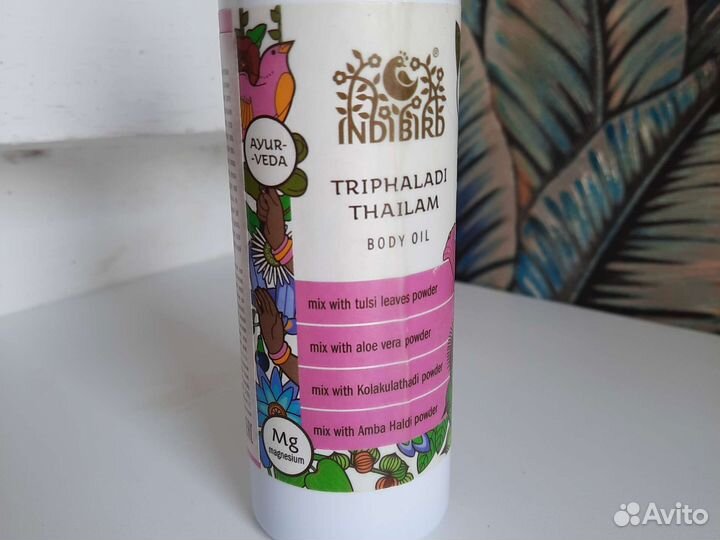 INDIBIRD®
AYUR-
-VEDA
TRIPHALADI
THAILAM
BODY OIL
mix with tulsi leaves powder
mix with aloe vera powder
mix with Kolakulathadi powder
mix with Amba Haldi powder
Mg
magnesium
Avito